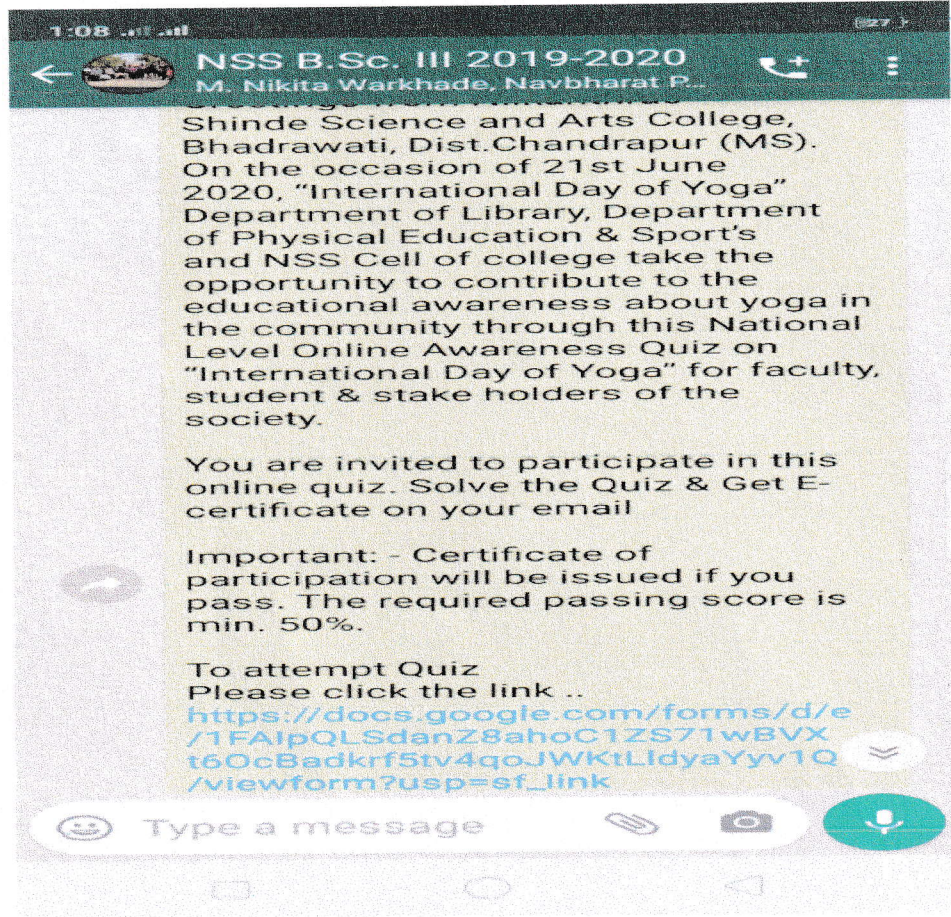 1:08
27
NSS B.Sc. III 2019-2020
M. Nikita Warkhade, Navbharat P...
Shinde Science and Arts College,
Bhadrawati, Dist.Chandrapur (MS).
On the occasion of 21st June
2020, “International Day of Yoga”
Department of Library, Department
of Physical Education & Sport’s
and NSS Cell of college take the
opportunity to contribute to the
educational awareness about yoga in
the community through this National
Level Online Awareness Quiz on
“International Day of Yoga” for faculty,
student & stake holders of the
society.
You are invited to participate in this
online quiz. Solve the Quiz & Get E-
certificate on your email
Important: - Certificate of
participation will be issued if you
pass. The required passing score is
min. 50%.
To attempt Quiz
Please click the link ..
https://docs.google.com/forms/d/e
/1FAIpQLSdanZ8ahoC1ZS71wBVX
t6OcBadkrf5tv4qoJWKtLIdyaYyv1Q
/viewform?usp=sf_link
Type a message